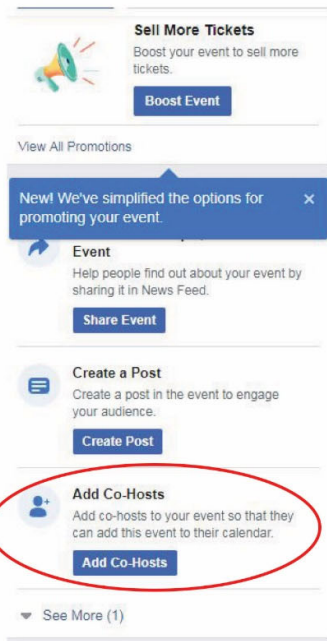 Sell More Tickets
Boost your event to sell more
tickets.
Boost Event
View All Promotions
New! We've simplified the options for
promoting your event.
Event
Help people find out about your event by
sharing it in News Feed.
Share Event
Create a Post
Create a post in the event to engage
your audience.
Create Post
Add Co-Hosts
Add co-hosts to your event so that they
can add this event to their calendar.
Add Co-Hosts
See More (1)